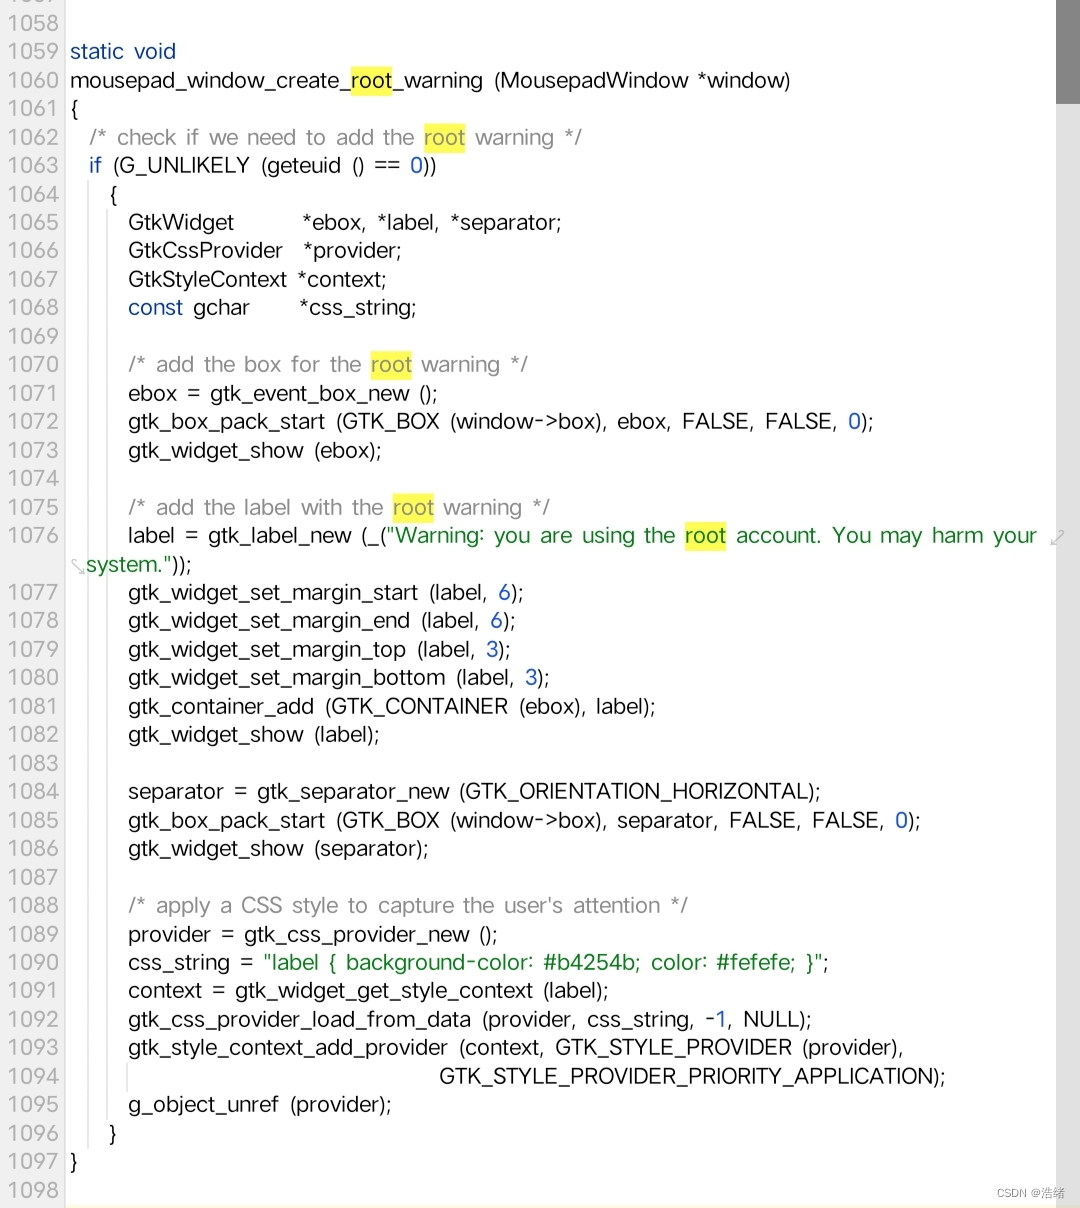 1058
1059 static void
1060 mousepad_window_create_root_warning (MousepadWindow *window)
1061 {
1062 /* check if we need to add the root warning */
1063 if (G_UNLIKELY (geteuid () == 0))
1064 {
1065 GtkWidget *ebox, *label, *separator;
1066 GtkCssProvider *provider;
1067 GtkStyleContext *context;
1068 const gchar *css_string;
1069
1070 /* add the box for the root warning */
1071 ebox = gtk_event_box_new ();
1072 gtk_box_pack_start (GTK_BOX (window->box), ebox, FALSE, FALSE, 0);
1073 gtk_widget_show (ebox);
1074
1075 /* add the label with the root warning */
1076 label = gtk_label_new (_("Warning: you are using the root account. You may harm your
system."));
1077 gtk_widget_set_margin_start (label, 6);
1078 gtk_widget_set_margin_end (label, 6);
1079 gtk_widget_set_margin_top (label, 3);
1080 gtk_widget_set_margin_bottom (label, 3);
1081 gtk_container_add (GTK_CONTAINER (ebox), label);
1082 gtk_widget_show (label);
1083
1084 separator = gtk_separator_new (GTK_ORIENTATION_HORIZONTAL);
1085 gtk_box_pack_start (GTK_BOX (window->box), separator, FALSE, FALSE, 0);
1086 gtk_widget_show (separator);
1087
1088 /* apply a CSS style to capture the user's attention */
1089 provider = gtk_css_provider_new ();
1090 css_string = "label { background-color: #b4254b; color: #fefefe; }";
1091 context = gtk_widget_get_style_context (label);
1092 gtk_css_provider_load_from_data (provider, css_string, -1, NULL);
1093 gtk_style_context_add_provider (context, GTK_STYLE_PROVIDER (provider),
1094 GTK_STYLE_PROVIDER_PRIORITY_APPLICATION);
1095 g_object_unref (provider);
1096 }
1097 }
1098
CSDN @浩绪